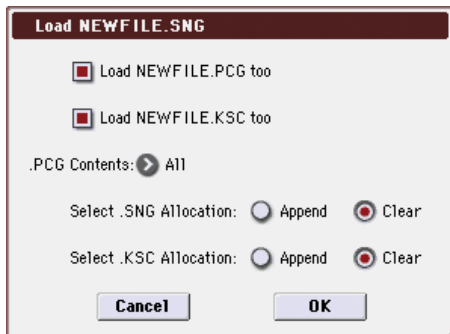 Load NEWFILE.SNG
Load NEWFILE.PCG too
Load NEWFILE.KSC too
.PCG Contents: All
Select .SNG Allocation: Append Clear
Select .KSC Allocation: Append Clear
Cancel OK